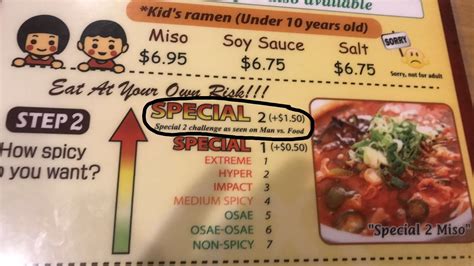 available
*Kid's ramen (Under 10 years old)
Miso Soy Sauce Salt
$6.95 $6.75 $6.75
SORRY
Sorry, not for adult
Eat At Your Own Risk!!!
STEP 2
How spicy
you want?
SPECIAL 2 (+$1.50)
Special 2 challenge as seen on Man vs. Food
SPECIAL 1 (+$0.50)
EXTREME 1
HYPER 2
IMPACT 3
MEDIUM SPICY 4
OSAE 5
OSAE-OSAE 6
NON-SPICY 7
"Special 2 Miso"